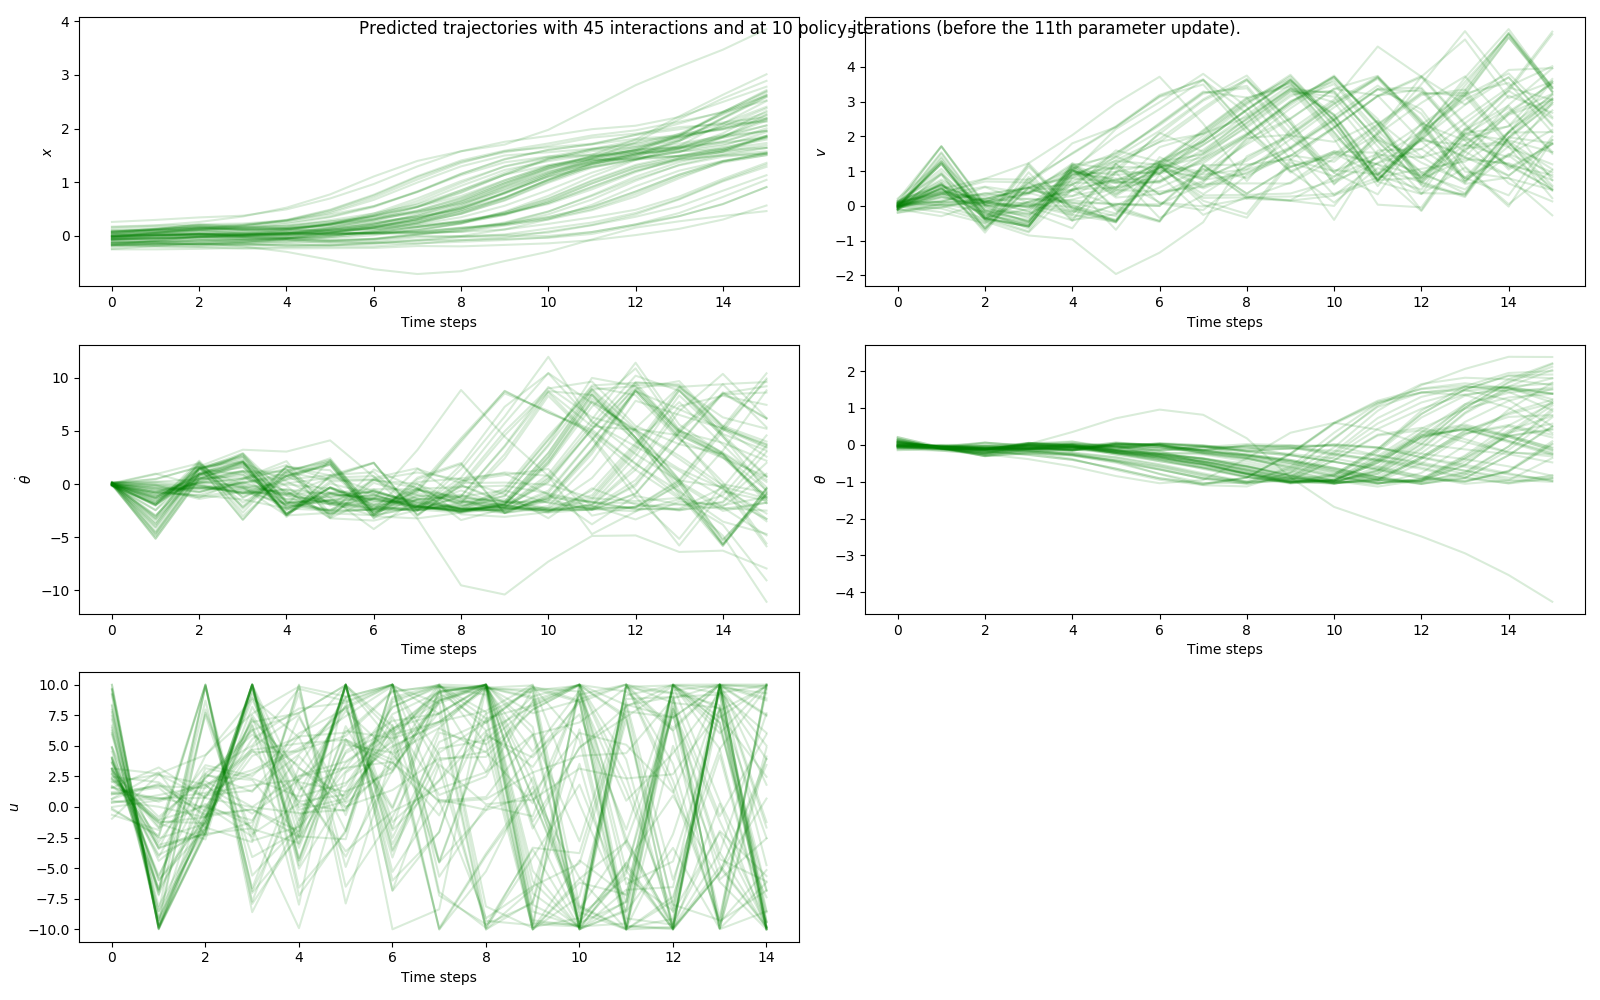 Predicted trajectories with 45 interactions and at 10 policy iterations (before the 11th parameter update).
4
3
2
1
0
x
0 2 4 6 8 10 12 14
Time steps
5
4
3
2
1
0
−1
−2
v
0 2 4 6 8 10 12 14
Time steps
10
5
0
−5
−10
θ̇
0 2 4 6 8 10 12 14
Time steps
2
1
0
−1
−2
−3
−4
θ
0 2 4 6 8 10 12 14
Time steps
10.0
7.5
5.0
2.5
0.0
−2.5
−5.0
−7.5
−10.0
u
0 2 4 6 8 10 12 14
Time steps